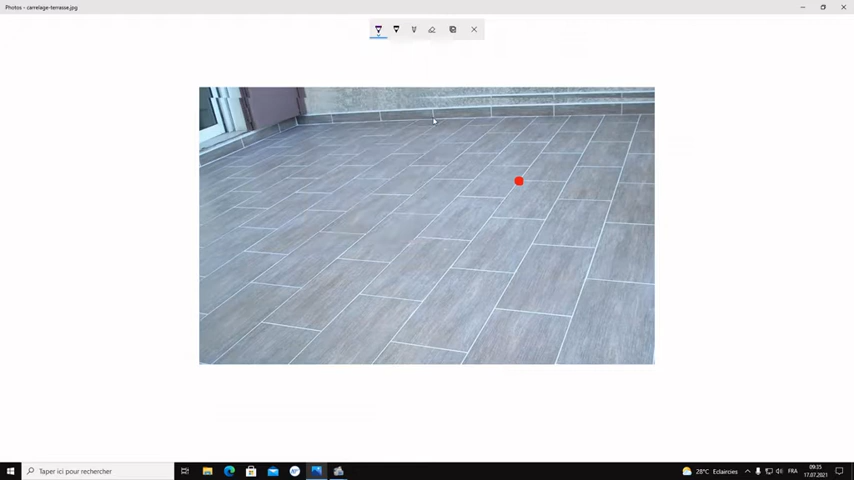 Photos - carrelage-terrasse.jpg
Taper ici pour rechercher
28°C Eclaircies
FRA
09:35
17.07.2021